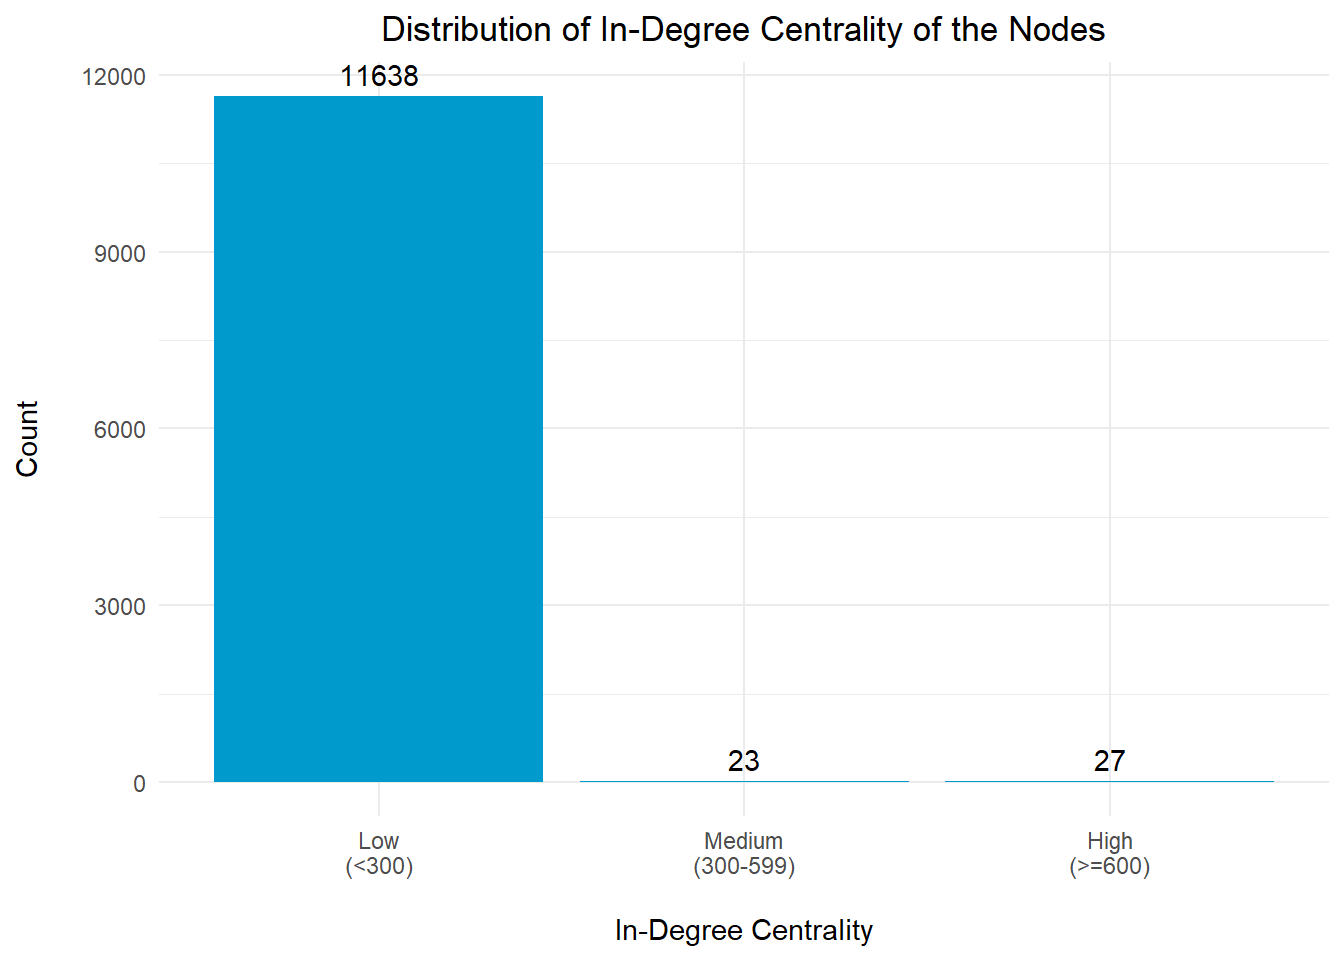 Distribution of In-Degree Centrality of the Nodes
12000
11638
9000
6000
Count
3000
23
27
0
Low
(<300)
Medium
(300-599)
High
(>=600)
In-Degree Centrality